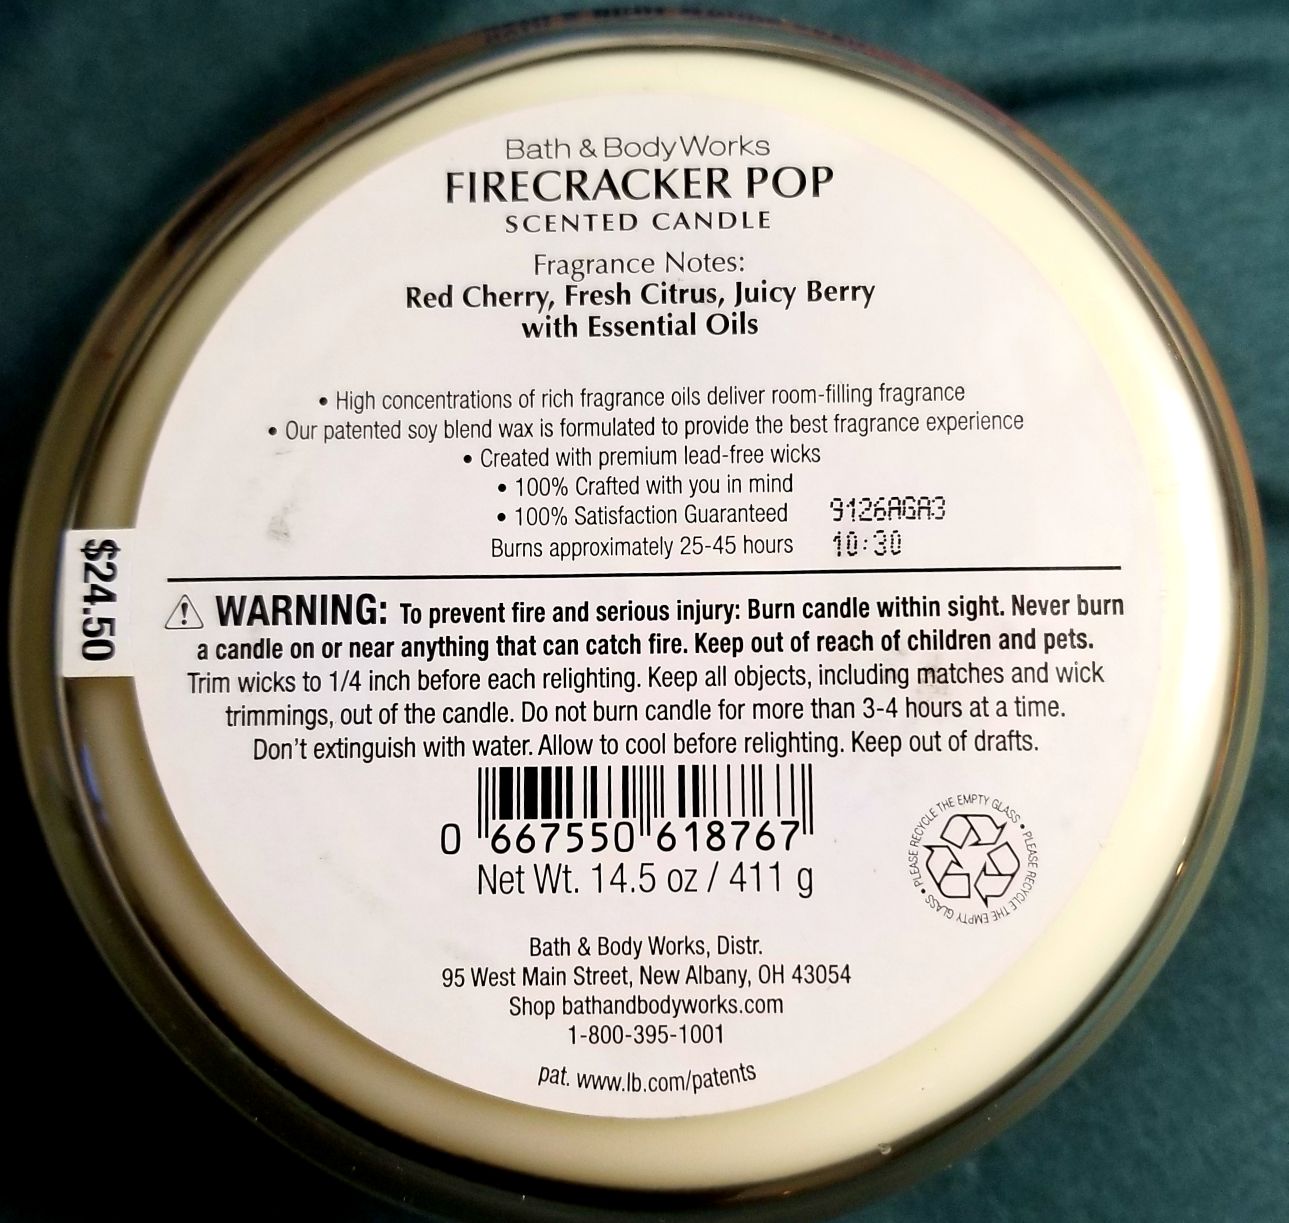 Bath & Body Works
FIRECRACKER POP
SCENTED CANDLE
Fragrance Notes:
Red Cherry, Fresh Citrus, Juicy Berry
with Essential Oils
• High concentrations of rich fragrance oils deliver room-filling fragrance
• Our patented soy blend wax is formulated to provide the best fragrance experience
• Created with premium lead-free wicks
• 100% Crafted with you in mind
• 100% Satisfaction Guaranteed
9126AGA3
Burns approximately 25-45 hours
10:30
$24.50
WARNING: To prevent fire and serious injury: Burn candle within sight. Never burn
a candle on or near anything that can catch fire. Keep out of reach of children and pets.
Trim wicks to 1/4 inch before each relighting. Keep all objects, including matches and wick
trimmings, out of the candle. Do not burn candle for more than 3-4 hours at a time.
Don't extinguish with water. Allow to cool before relighting. Keep out of drafts.
0 667550 618767
Net Wt. 14.5 oz / 411 g
PLEASE RECYCLE THE EMPTY GLASS • PLEASE RECYCLE THE EMPTY GLASS •
Bath & Body Works, Distr.
95 West Main Street, New Albany, OH 43054
Shop bathandbodyworks.com
1-800-395-1001
pat. www.lb.com/patents